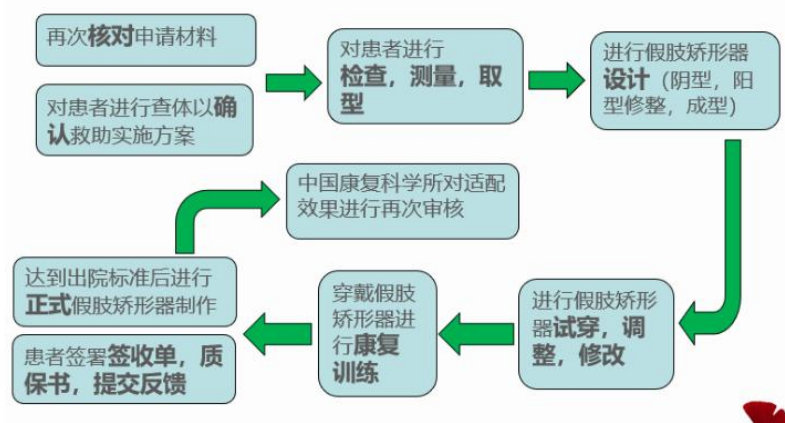 再次核对申请材料
对患者进行查体以确
认救助实施方案
对患者进行
检查，测量，取
型
进行假肢矫形器
设计（阴型，阳
型修整，成型）
进行假肢矫形
器试穿，调
整，修改
穿戴假肢
矫形器进
行康复
训练
达到出院标准后进行
正式假肢矫形器制作
患者签署签收单，质
保书，提交反馈
中国康复科学所对适配
效果进行再次审核